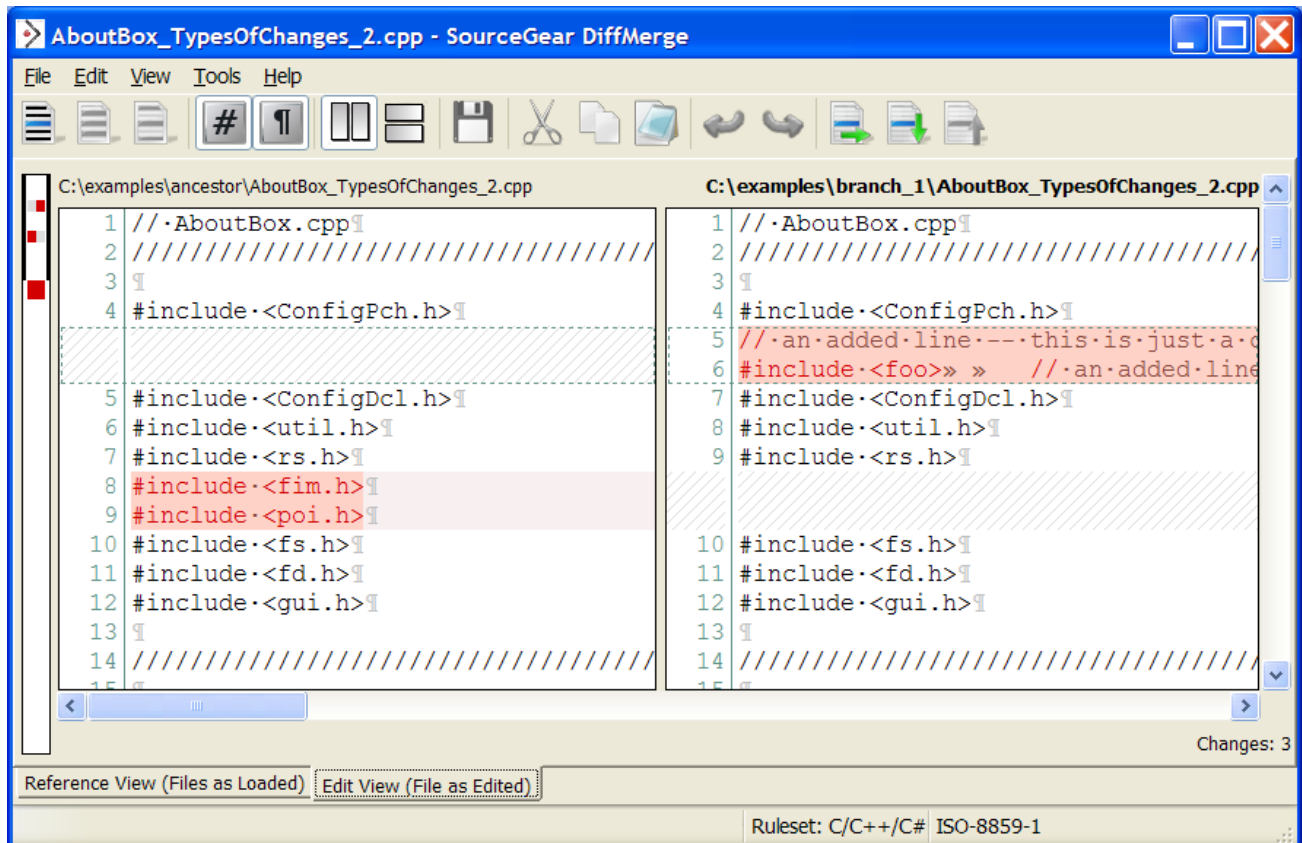 AboutBox_TypesOfChanges_2.cpp - SourceGear DiffMerge
File Edit View Tools Help
# ¶
C:\examples\ancestor\AboutBox_TypesOfChanges_2.cpp
1 //·AboutBox.cpp¶
2 ////////////////////////////////////
3 ¶
4 #include·<ConfigPch.h>¶
5 #include·<ConfigDcl.h>¶
6 #include·<util.h>¶
7 #include·<rs.h>¶
8 #include·<fim.h>¶
9 #include·<poi.h>¶
10 #include·<fs.h>¶
11 #include·<fd.h>¶
12 #include·<gui.h>¶
13 ¶
14 ////////////////////////////////////
15 ¶
C:\examples\branch_1\AboutBox_TypesOfChanges_2.cpp
1 //·AboutBox.cpp¶
2 ////////////////////////////////////
3 ¶
4 #include·<ConfigPch.h>¶
5 //·an·added·line·--·this·is·just·a·
6 #include·<foo>» » //·an·added·line
7 #include·<ConfigDcl.h>¶
8 #include·<util.h>¶
9 #include·<rs.h>¶
10 #include·<fs.h>¶
11 #include·<fd.h>¶
12 #include·<gui.h>¶
13 ¶
14 ////////////////////////////////////
15 ¶
Changes: 3
Reference View (Files as Loaded) Edit View (File as Edited)
Ruleset: C/C++/C# ISO-8859-1